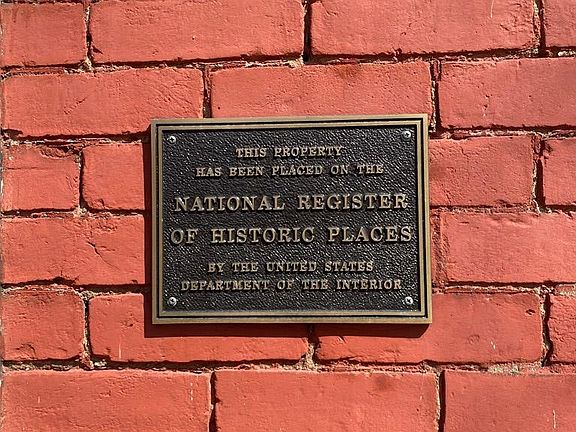 THIS PROPERTY
HAS BEEN PLACED ON THE
NATIONAL REGISTER
OF HISTORIC PLACES
BY THE UNITED STATES
DEPARTMENT OF THE INTERIOR